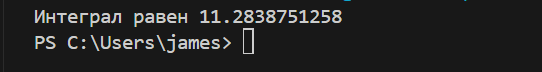 Интеграл равен 11.2838751258
PS C:\Users\james>